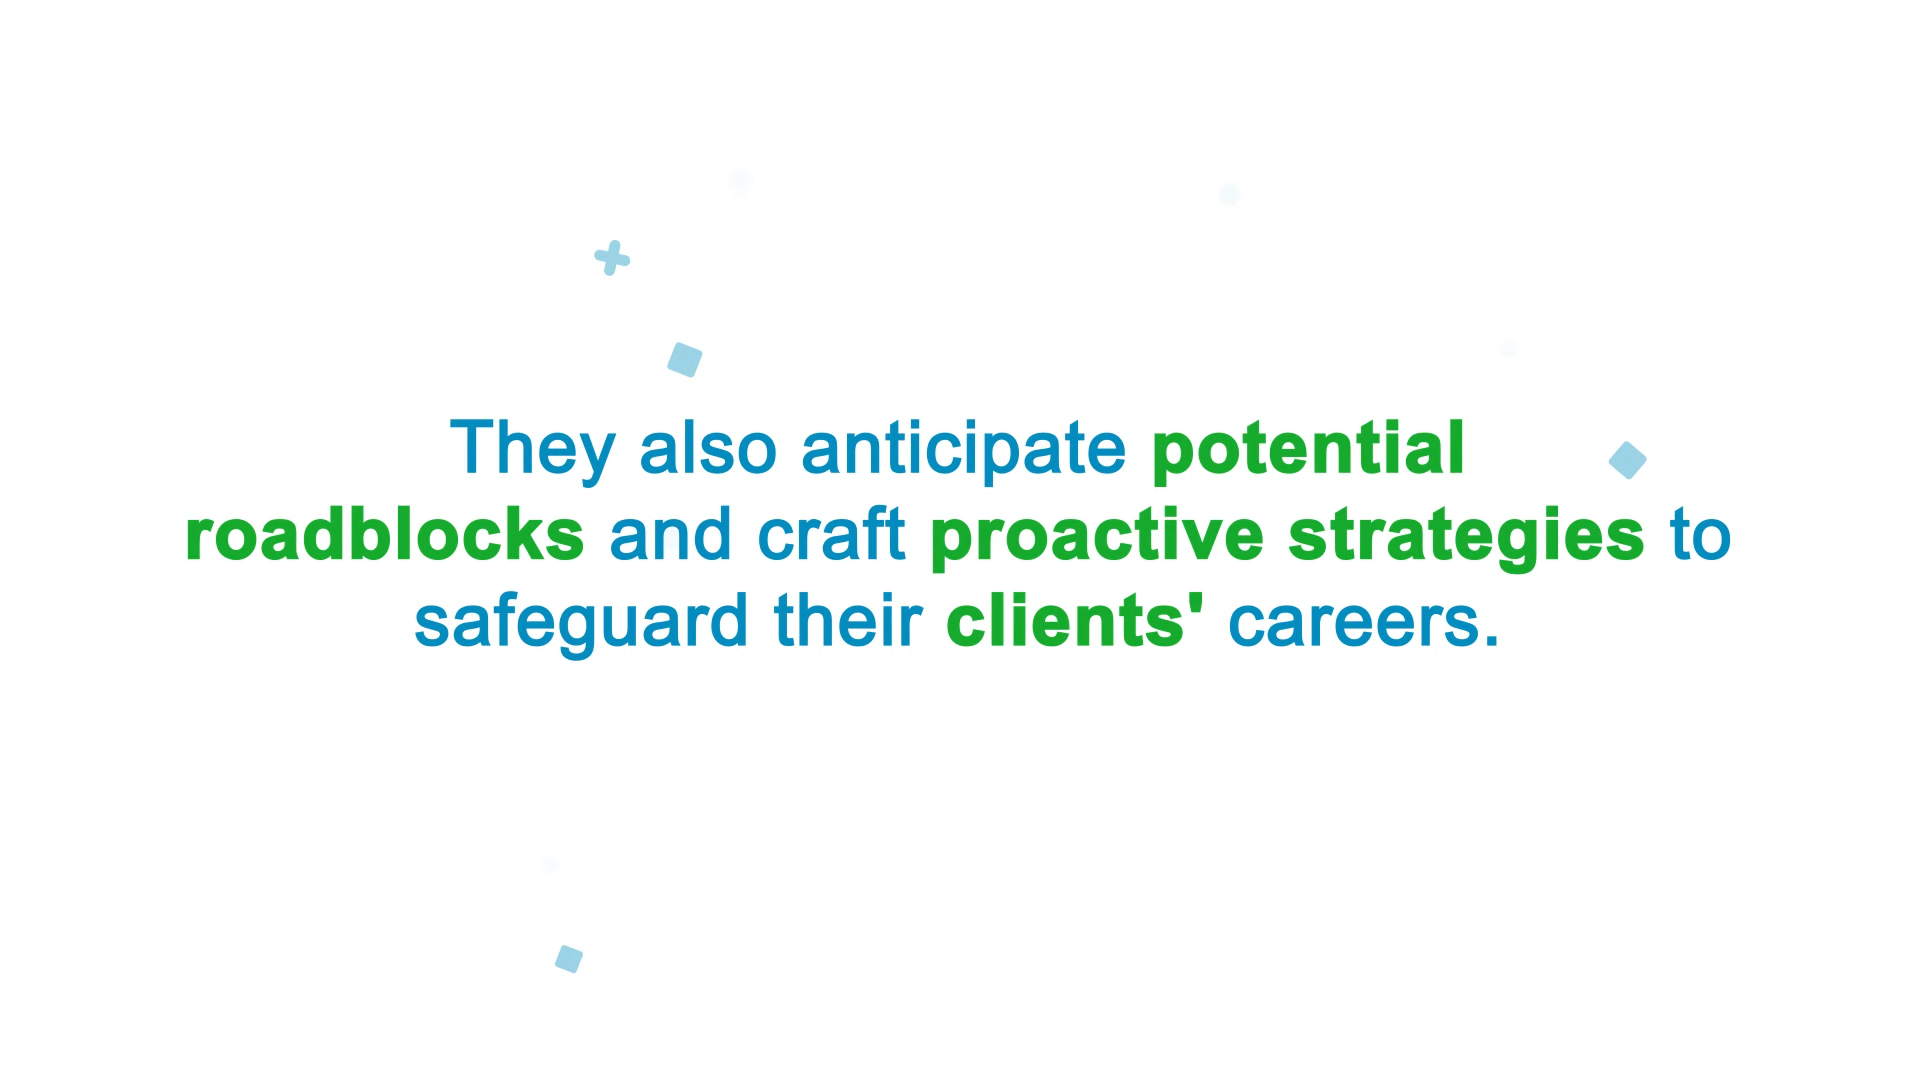 They also anticipate potential
roadblocks and craft proactive strategies to
safeguard their clients' careers.